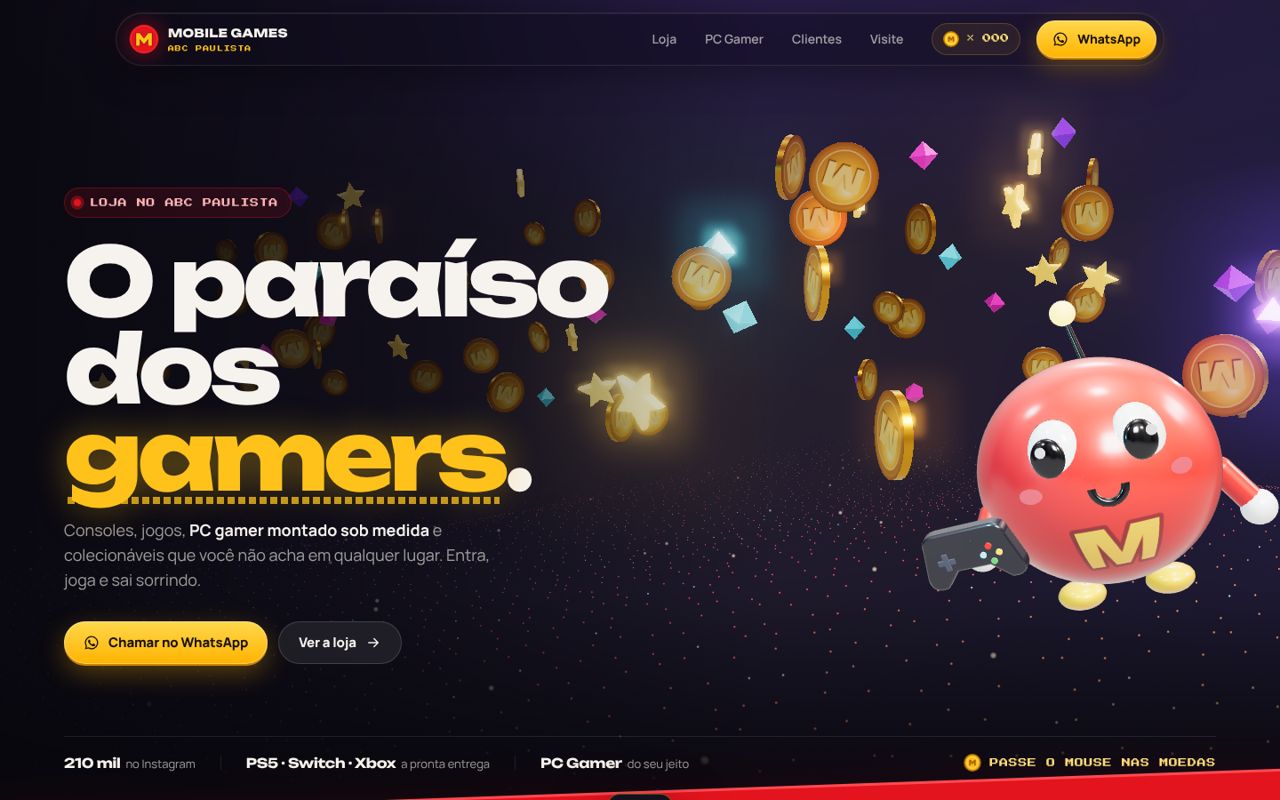 MOBILE GAMES
ABC PAULISTA
Loja PC Gamer Clientes Visite × 000 WhatsApp
LOJA NO ABC PAULISTA
O paraíso
dos
gamers.
Consoles, jogos, PC gamer montado sob medida e
colecionáveis que você não acha em qualquer lugar. Entra,
joga e sai sorrindo.
Chamar no WhatsApp Ver a loja →
M
210 mil no Instagram PS5 · Switch · Xbox a pronta entrega PC Gamer do seu jeito PASSE O MOUSE NAS MOEDAS